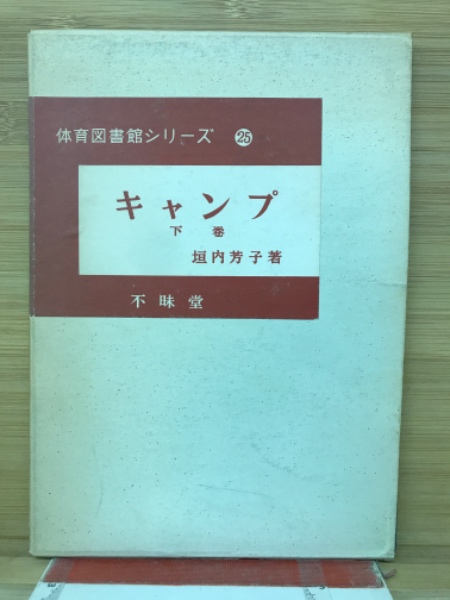 体育図書館シリーズ 25
キャンプ
下巻
垣内芳子著
不昧堂